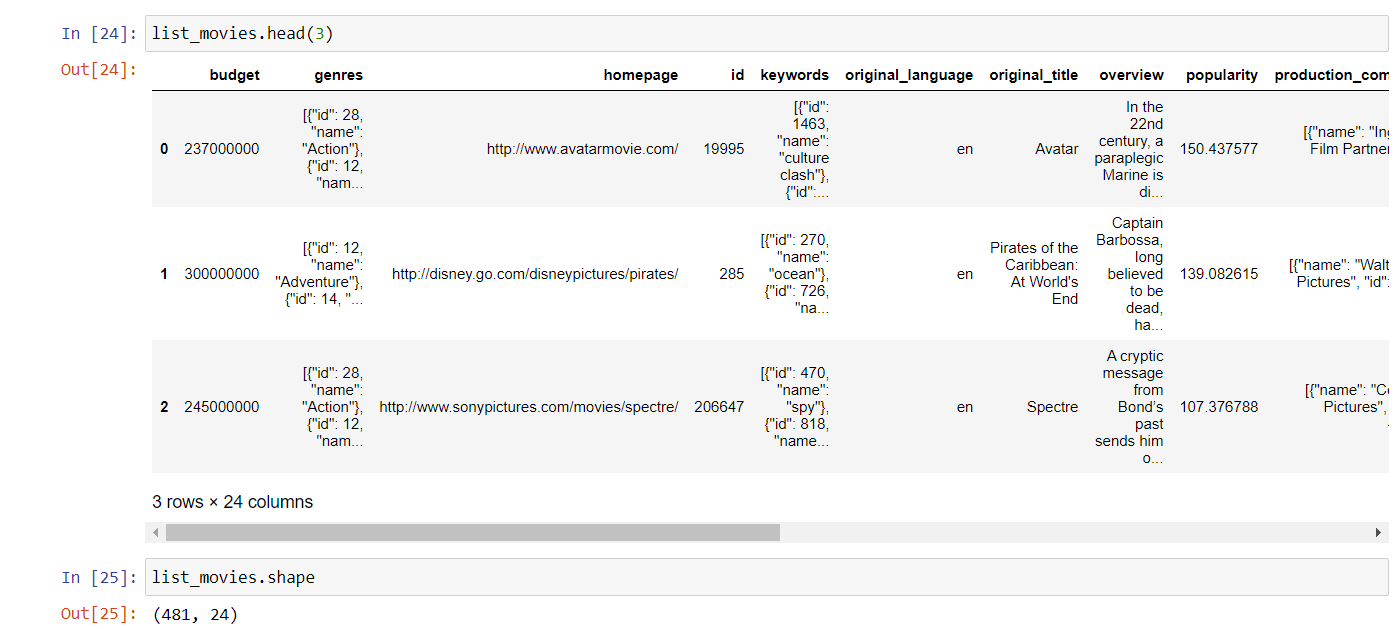 In [24]: list_movies.head(3)
Out[24]:
budget genres homepage id keywords original_language original_title overview popularity production_com
0 237000000 [{"id": 28, "name": "Action"}, {"id": 12, "nam... http://www.avatarmovie.com/ 19995 [{"id": 1463, "name": "culture clash"}, {"id":... en Avatar In the 22nd century, a paraplegic Marine is di... 150.437577 [{"name": "Ing Film Partner
1 300000000 [{"id": 12, "name": "Adventure"}, {"id": 14, "... http://disney.go.com/disneypictures/pirates/ 285 [{"id": 270, "name": "ocean"}, {"id": 726, "na... en Pirates of the Caribbean: At World's End Captain Barbossa, long believed to be dead, ha... 139.082615 [{"name": "Walt Pictures", "id":
2 245000000 [{"id": 28, "name": "Action"}, {"id": 12, "nam... http://www.sonypictures.com/movies/spectre/ 206647 [{"id": 470, "name": "spy"}, {"id": 818, "name... en Spectre A cryptic message from Bond's past sends him o... 107.376788 [{"name": "Co Pictures",
3 rows × 24 columns
In [25]: list_movies.shape
Out[25]: (481, 24)